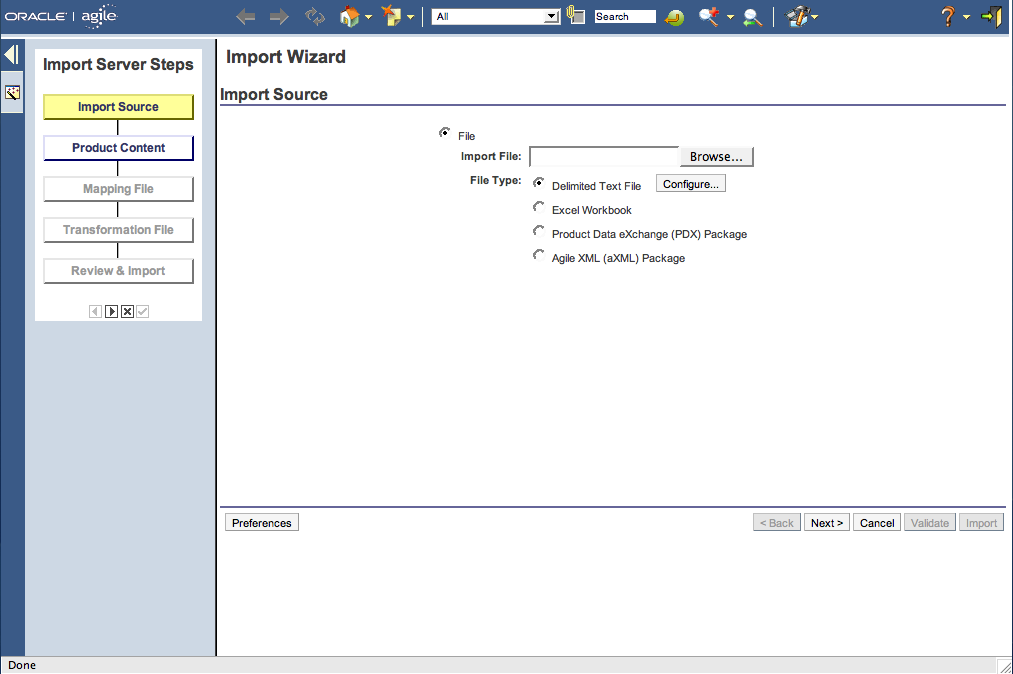 ORACLE | agile
All
Search
Import Server Steps
Import Source
Product Content
Mapping File
Transformation File
Review & Import
Import Wizard
Import Source
File
Import File:
Browse...
File Type:
Delimited Text File
Configure...
Excel Workbook
Product Data eXchange (PDX) Package
Agile XML (aXML) Package
Preferences
< Back
Next >
Cancel
Validate
Import
Done